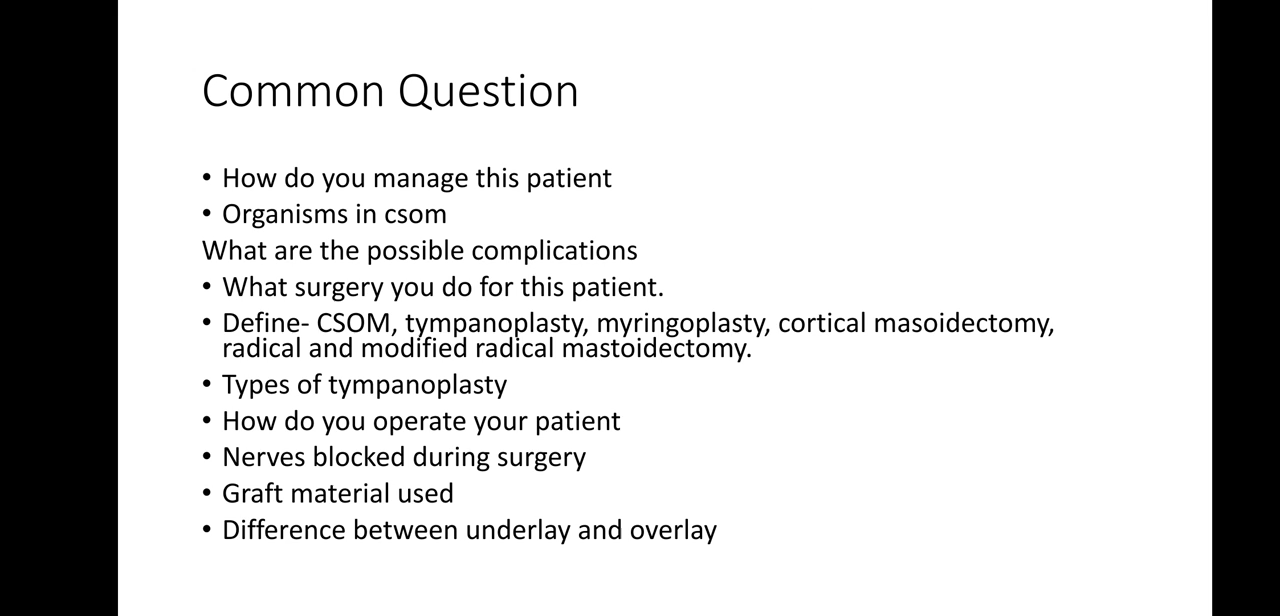 Common Question
• How do you manage this patient
• Organisms in csom
What are the possible complications
• What surgery you do for this patient.
• Define- CSOM, tympanoplasty, myringoplasty, cortical masoidectomy,
radical and modified radical mastoidectomy.
• Types of tympanoplasty
• How do you operate your patient
• Nerves blocked during surgery
• Graft material used
• Difference between underlay and overlay